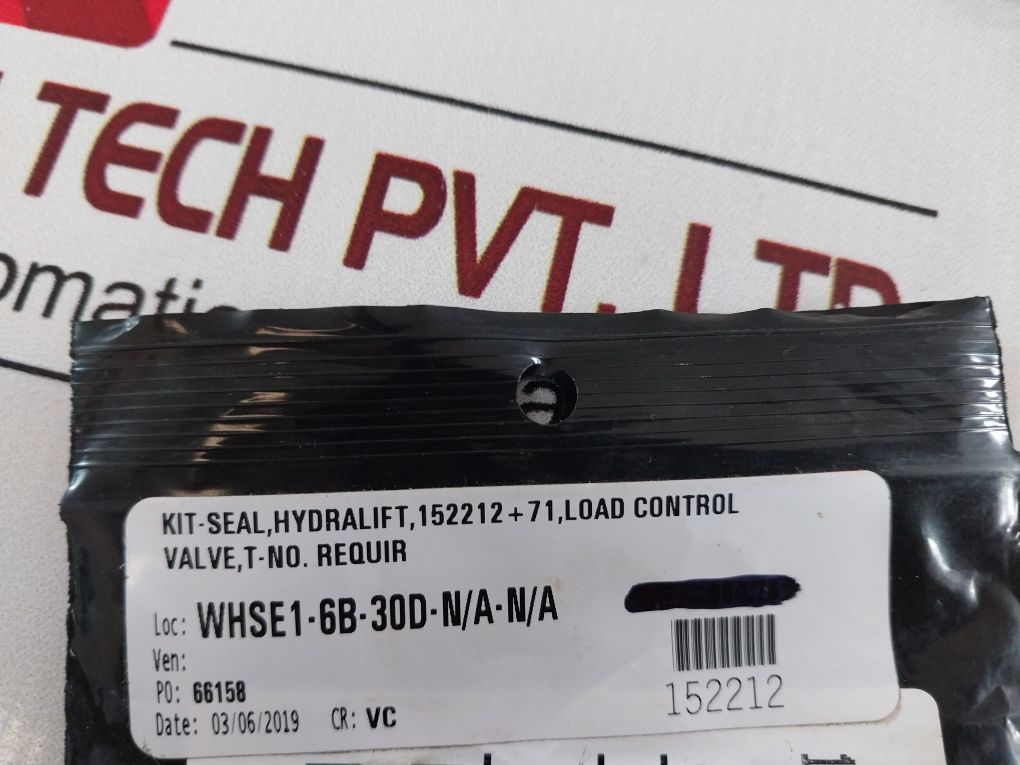 TECH PVT. LTD
omatic
KIT-SEAL,HYDRALIFT,152212+71,LOAD CONTROL
VALVE,T-NO. REQUIR
Loc: WHSE1-6B-30D-N/A-N/A
Ven:
PO: 66158
Date: 03/06/2019 CR: VC
152212